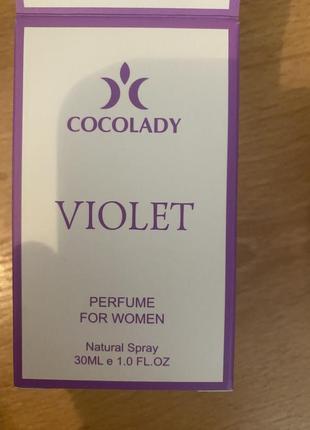 COCOLADY
VIOLET
PERFUME
FOR WOMEN
Natural Spray
30ML e 1.0 FL.OZ